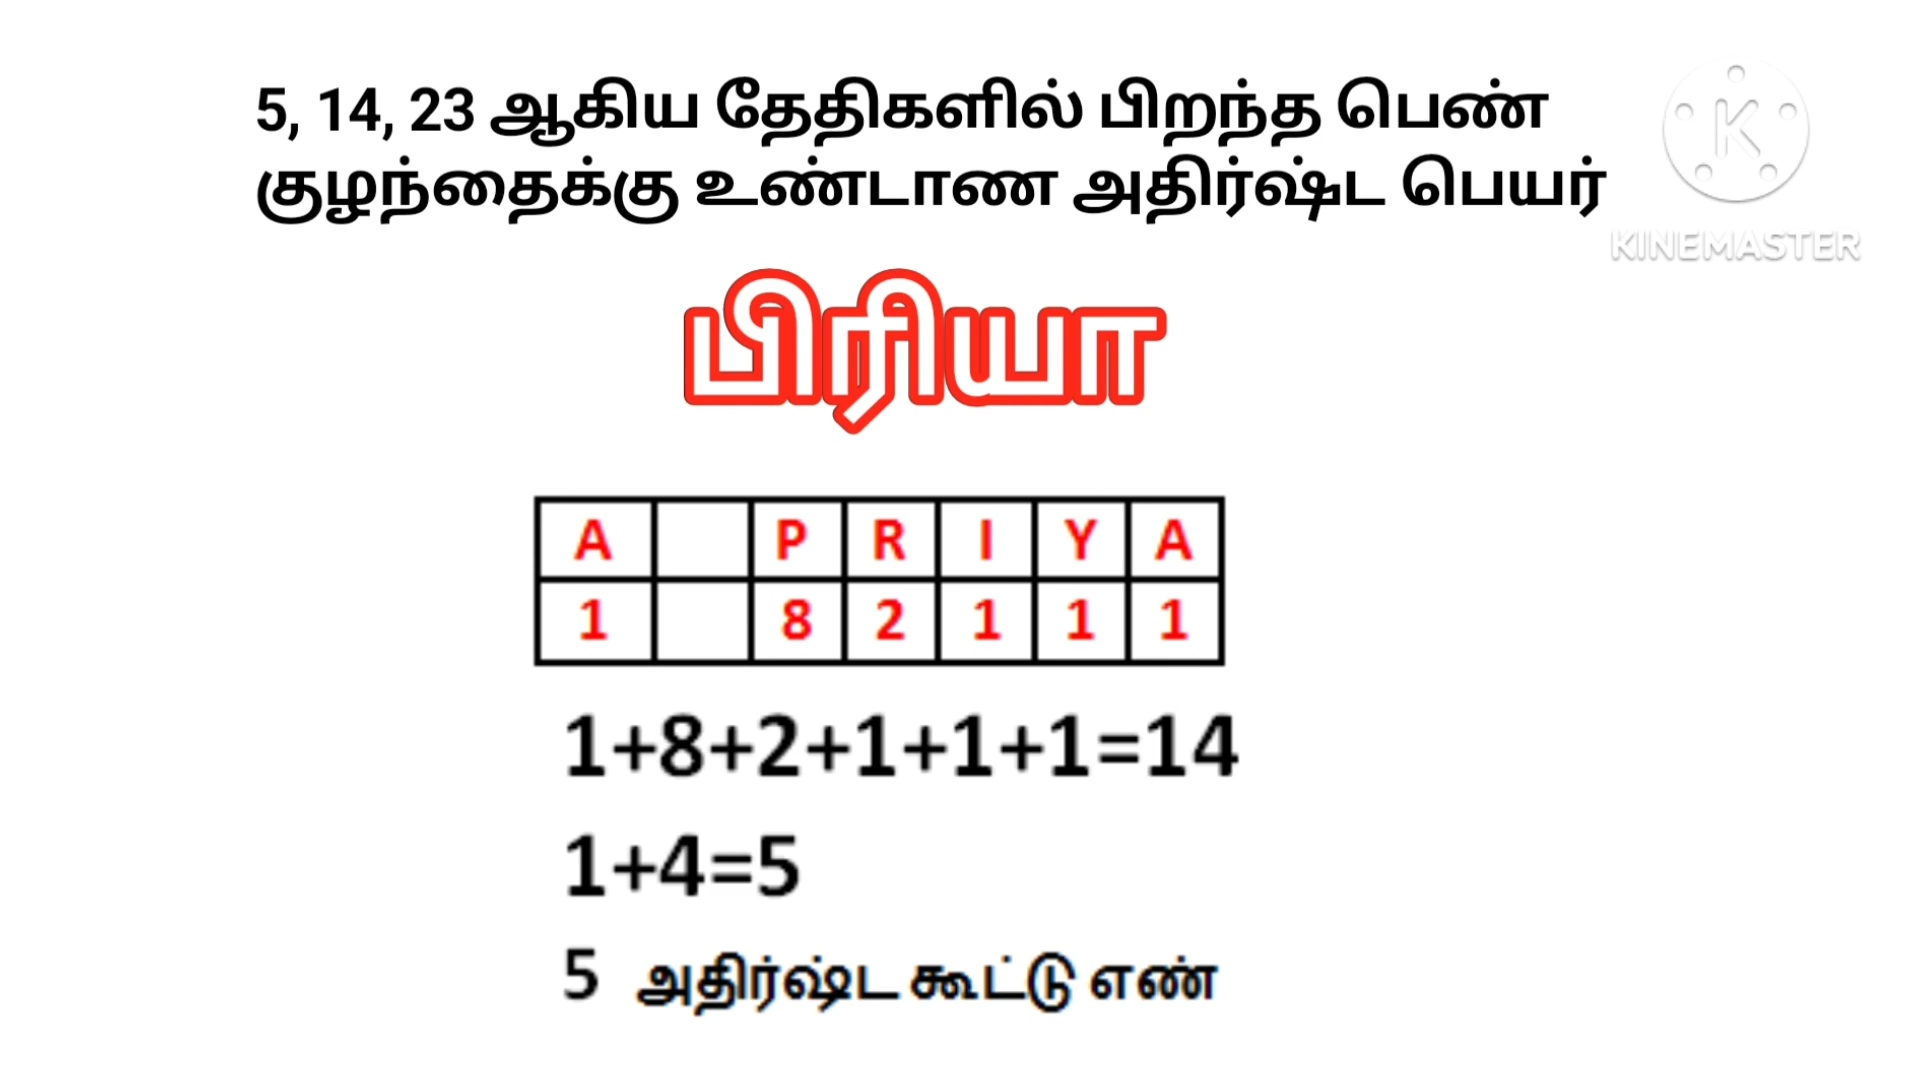 5, 14, 23 ஆகிய தேதிகளில் பிறந்த பெண்
குழந்தைக்கு உண்டாண அதிர்ஷ்ட பெயர்
K
KINEMASTER
பிரியா
A P R I Y A
1 8 2 1 1 1
1+8+2+1+1+1=14
1+4=5
5 அதிர்ஷ்ட கூட்டு எண்